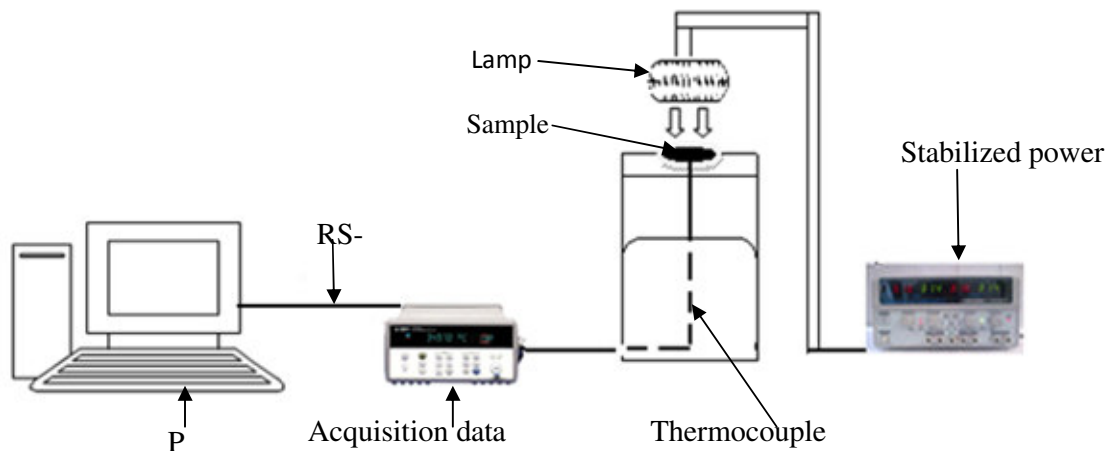 Lamp
Sample
Stabilized power
RS-
P
Acquisition data
Thermocouple